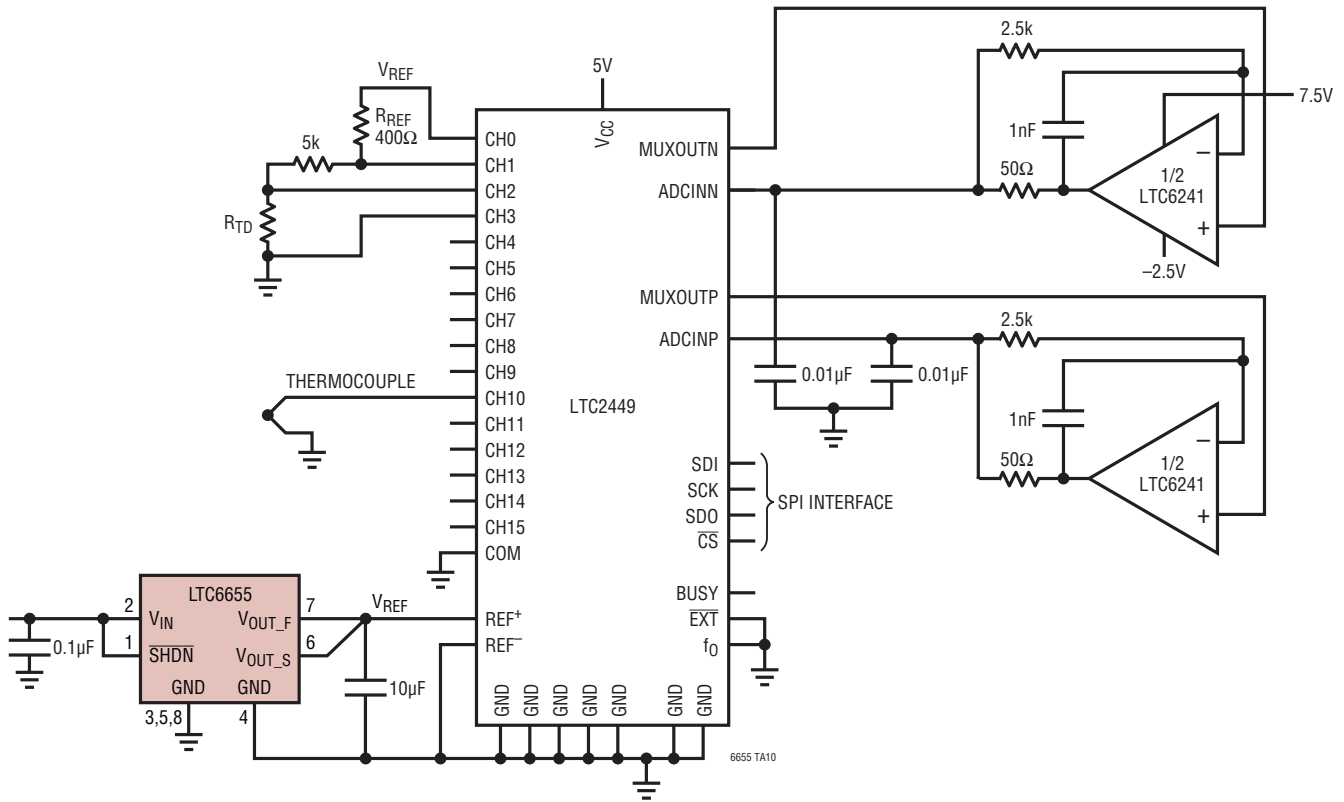 VREF
RREF
400Ω
5k
RTD
5V
VCC
CH0
CH1
CH2
CH3
CH4
CH5
CH6
CH7
CH8
CH9
CH10
CH11
CH12
CH13
CH14
CH15
COM
REF+
REF−
THERMOCOUPLE
LTC2449
MUXOUTN
ADCINN
MUXOUTP
ADCINP
SDI
SCK
SDO
CS
SPI INTERFACE
BUSY
EXT
fO
GND
GND
GND
GND
GND
GND
GND
2.5k
1nF
50Ω
7.5V
−
1/2
LTC6241
+
−2.5V
2.5k
0.01µF
0.01µF
1nF
50Ω
−
1/2
LTC6241
+
LTC6655
2
VIN
VOUT_F
7
VREF
1
SHDN
VOUT_S
6
0.1µF
GND
GND
3,5,8
4
10µF
6655 TA10